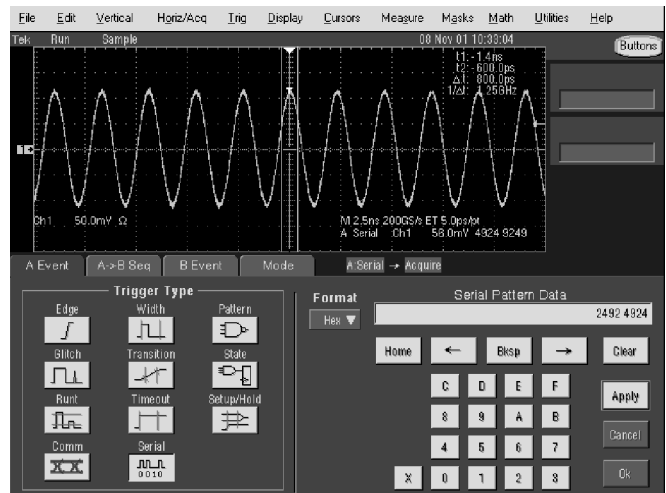 File Edit Vertical Horiz/Acq Trig Display Cursors Measure Masks Math Utilities Help
Tek Run Sample 08 Nov 01 10:33:04
Buttons
t1: -1.4ns
t2: -600.0ps
Δt: 800.0ps
1/Δt: 1.25GHz
1
Ch1 50.0mV Ω
M 2.5ns 200GS/s ET 5.0ps/pt
A Serial Ch1 58.0mV 4924 9249
A Event A->B Seq B Event Mode A:Serial → Acquire
Trigger Type
Edge Width Pattern
Glitch Transition State
Runt Timeout Setup/Hold
Comm Serial
0010
Format Serial Pattern Data
Hex 2492 4924
Home ← Bksp → Clear
C D E F
Apply
8 9 A B
Cancel
4 5 6 7
X 0 1 2 3 Ok